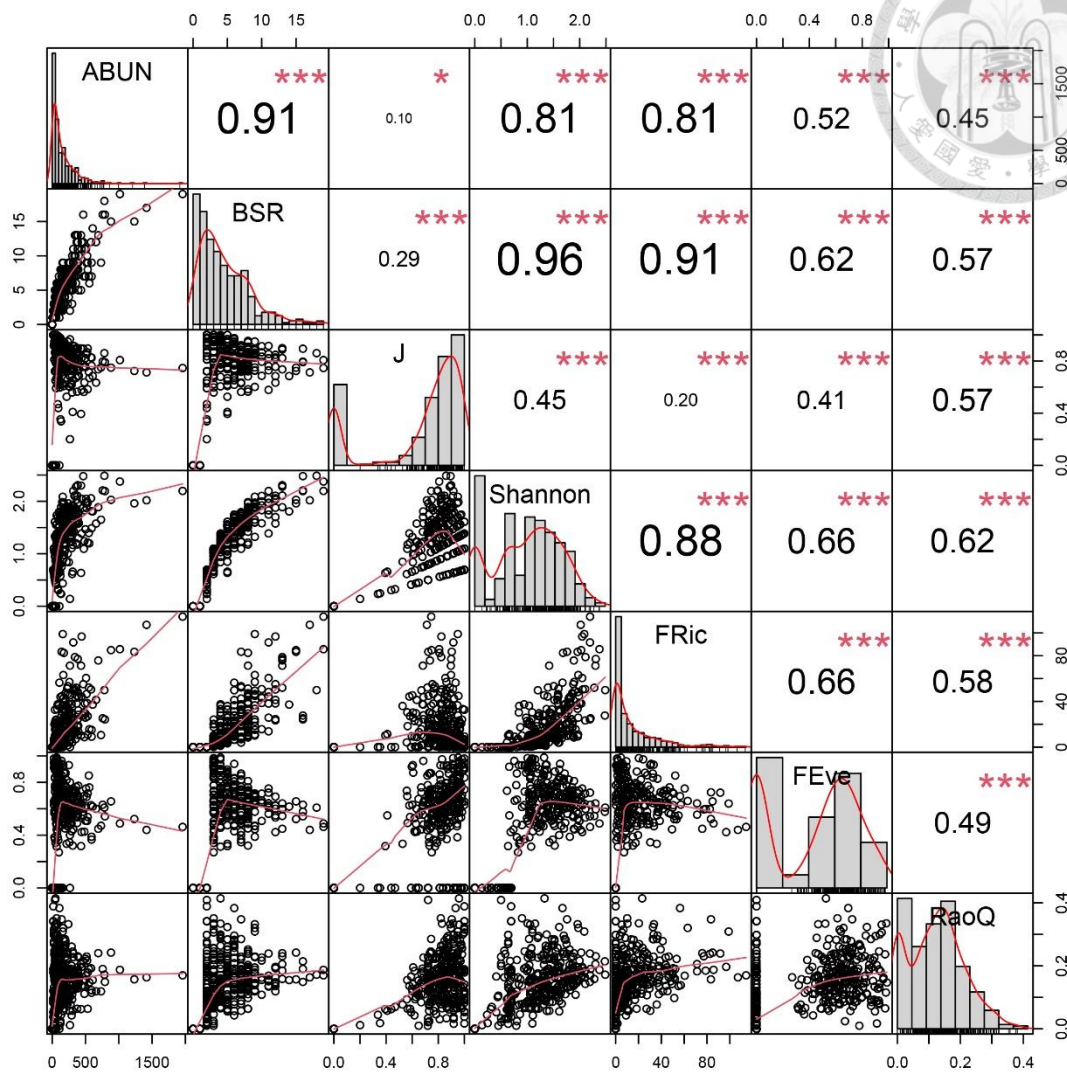 0 5 10 15 0.0 1.0 2.0 0.0 0.4 0.8
ABUN *** * *** *** *** ***
0.91 0.10 0.81 0.81 0.52 0.45
0 500 1500
BSR *** *** *** *** ***
0.29 0.96 0.91 0.62 0.57
0 5 10 15
J *** *** *** ***
0.45 0.20 0.41 0.57
0.0 0.4 0.8
Shannon *** *** ***
0.88 0.66 0.62
0.0 1.0 2.0
FRic *** ***
0.66 0.58
0 40 80
FEve ***
0.49
0.0 0.4 0.8
RaoQ
0.0 0.2 0.4
0 500 1500 0.0 0.4 0.8 0 40 80 0.0 0.2 0.4
學 人 愛 國 愛 學